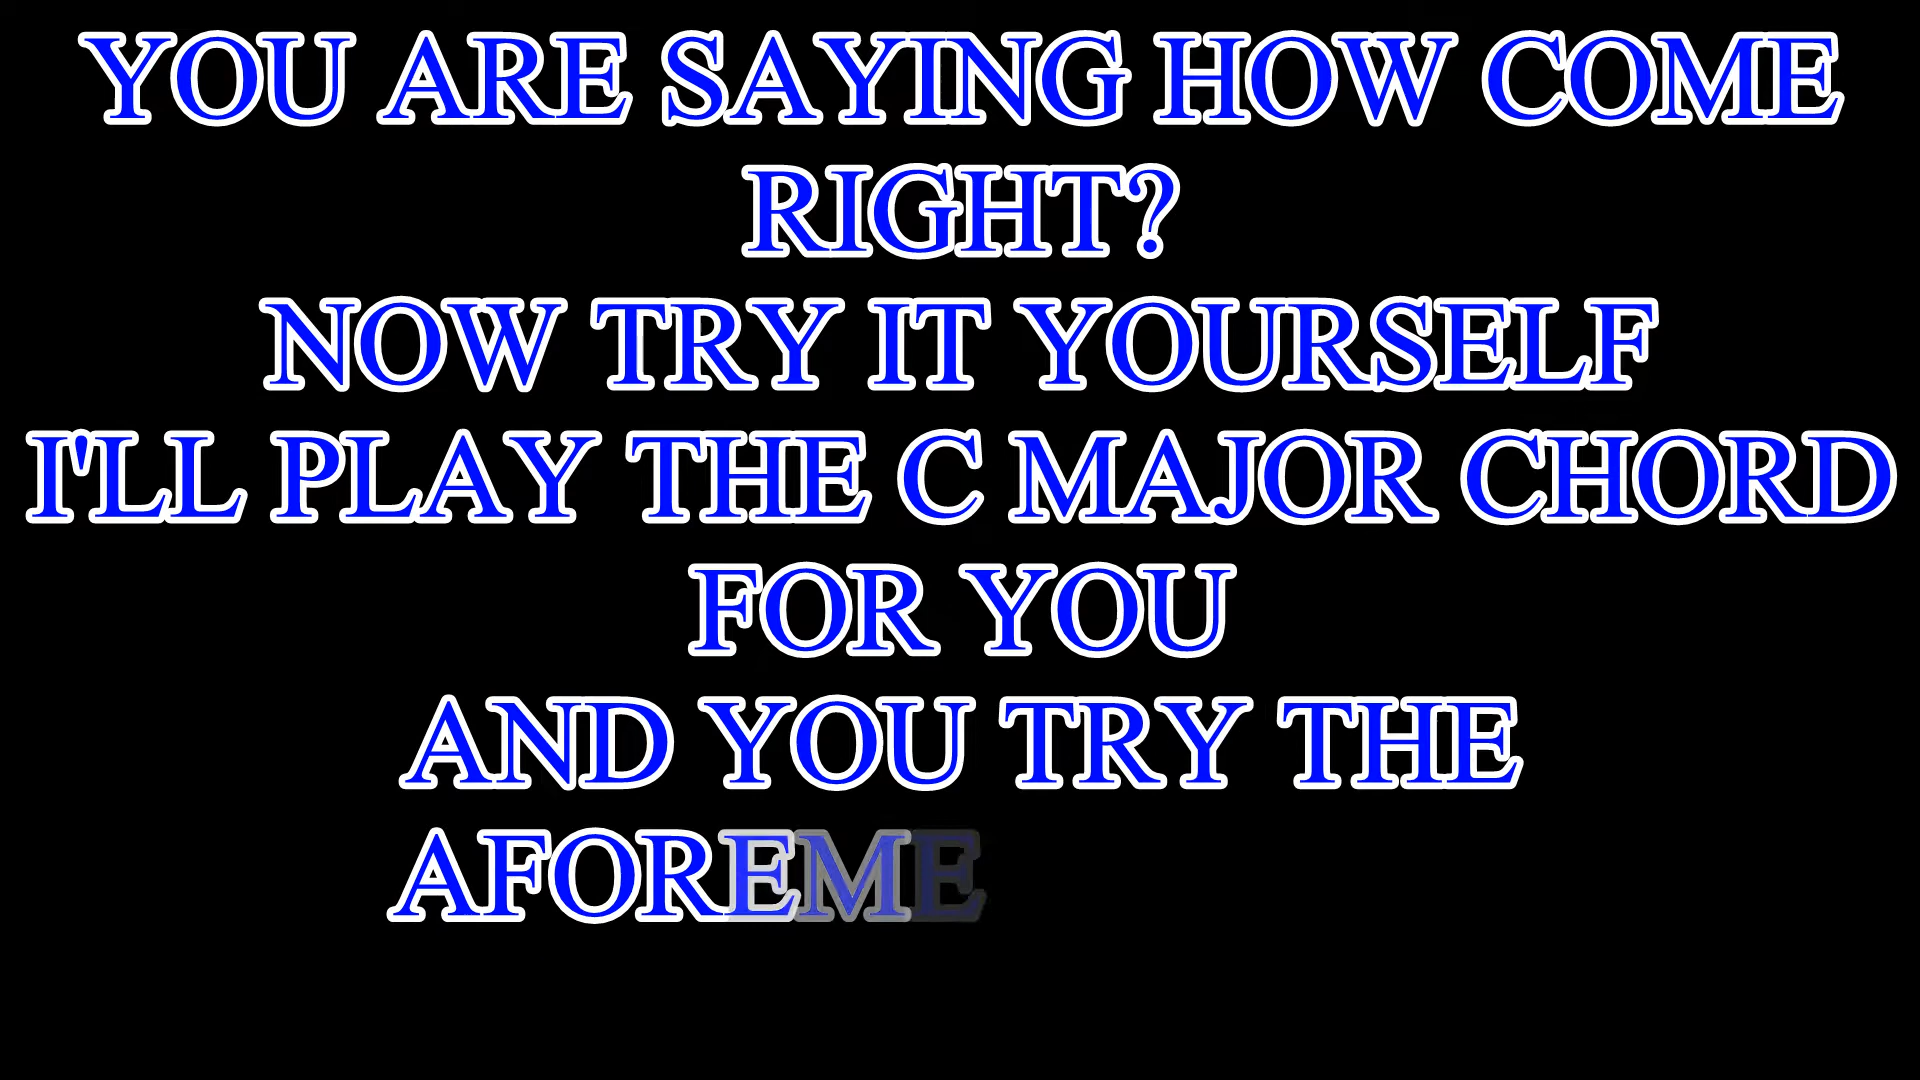 YOU ARE SAYING HOW COME
RIGHT?
NOW TRY IT YOURSELF
I'LL PLAY THE C MAJOR CHORD
FOR YOU
AND YOU TRY THE
AFOREME